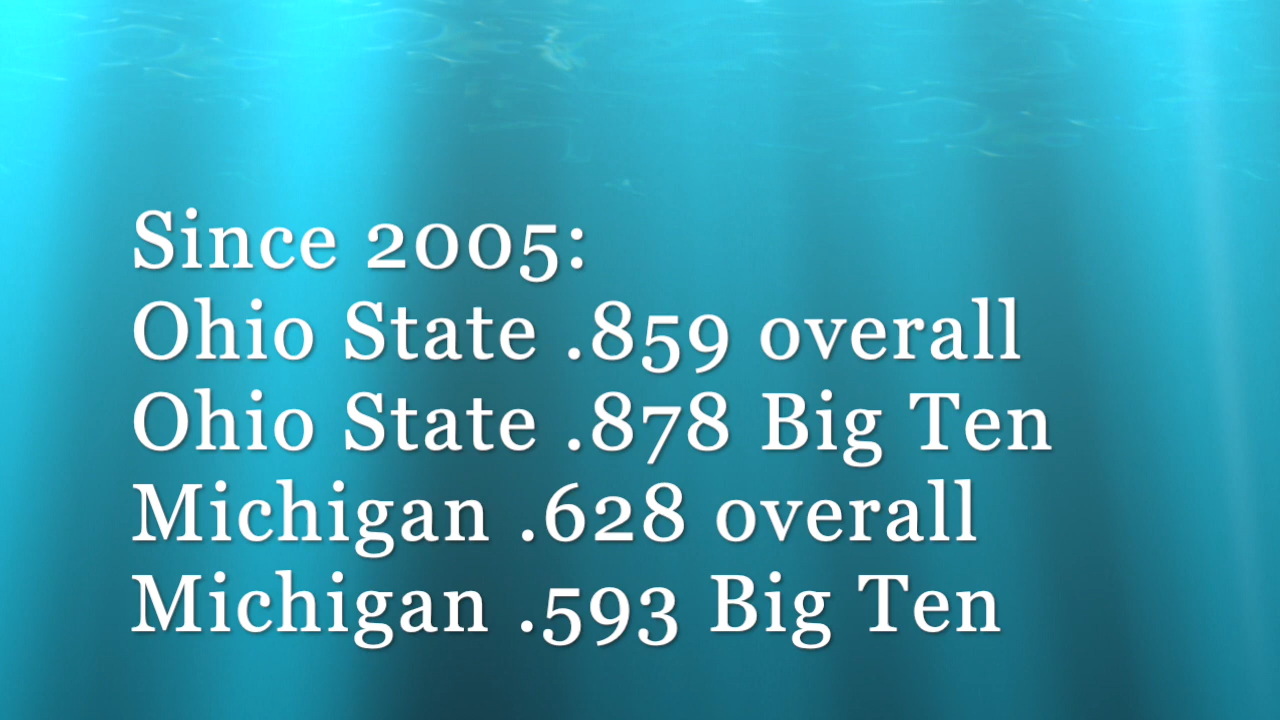 Since 2005:
Ohio State .859 overall
Ohio State .878 Big Ten
Michigan .628 overall
Michigan .593 Big Ten